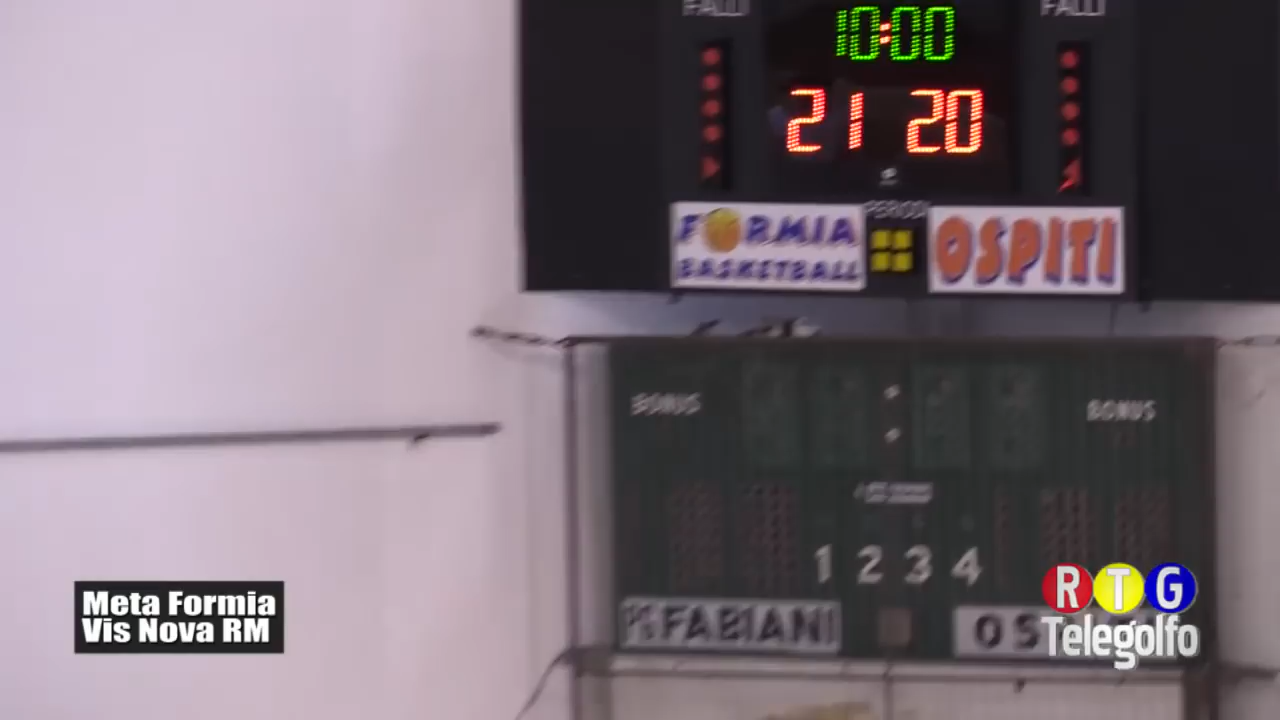 FALLI
FALLI
10:00
21 20
PERIODO
FORMIA
BASKETBALL
OSPITI
BONUS
BONUS
1 2 3 4
FABIANI
Meta Formia
Vis Nova RM
RTG
Telegolfo